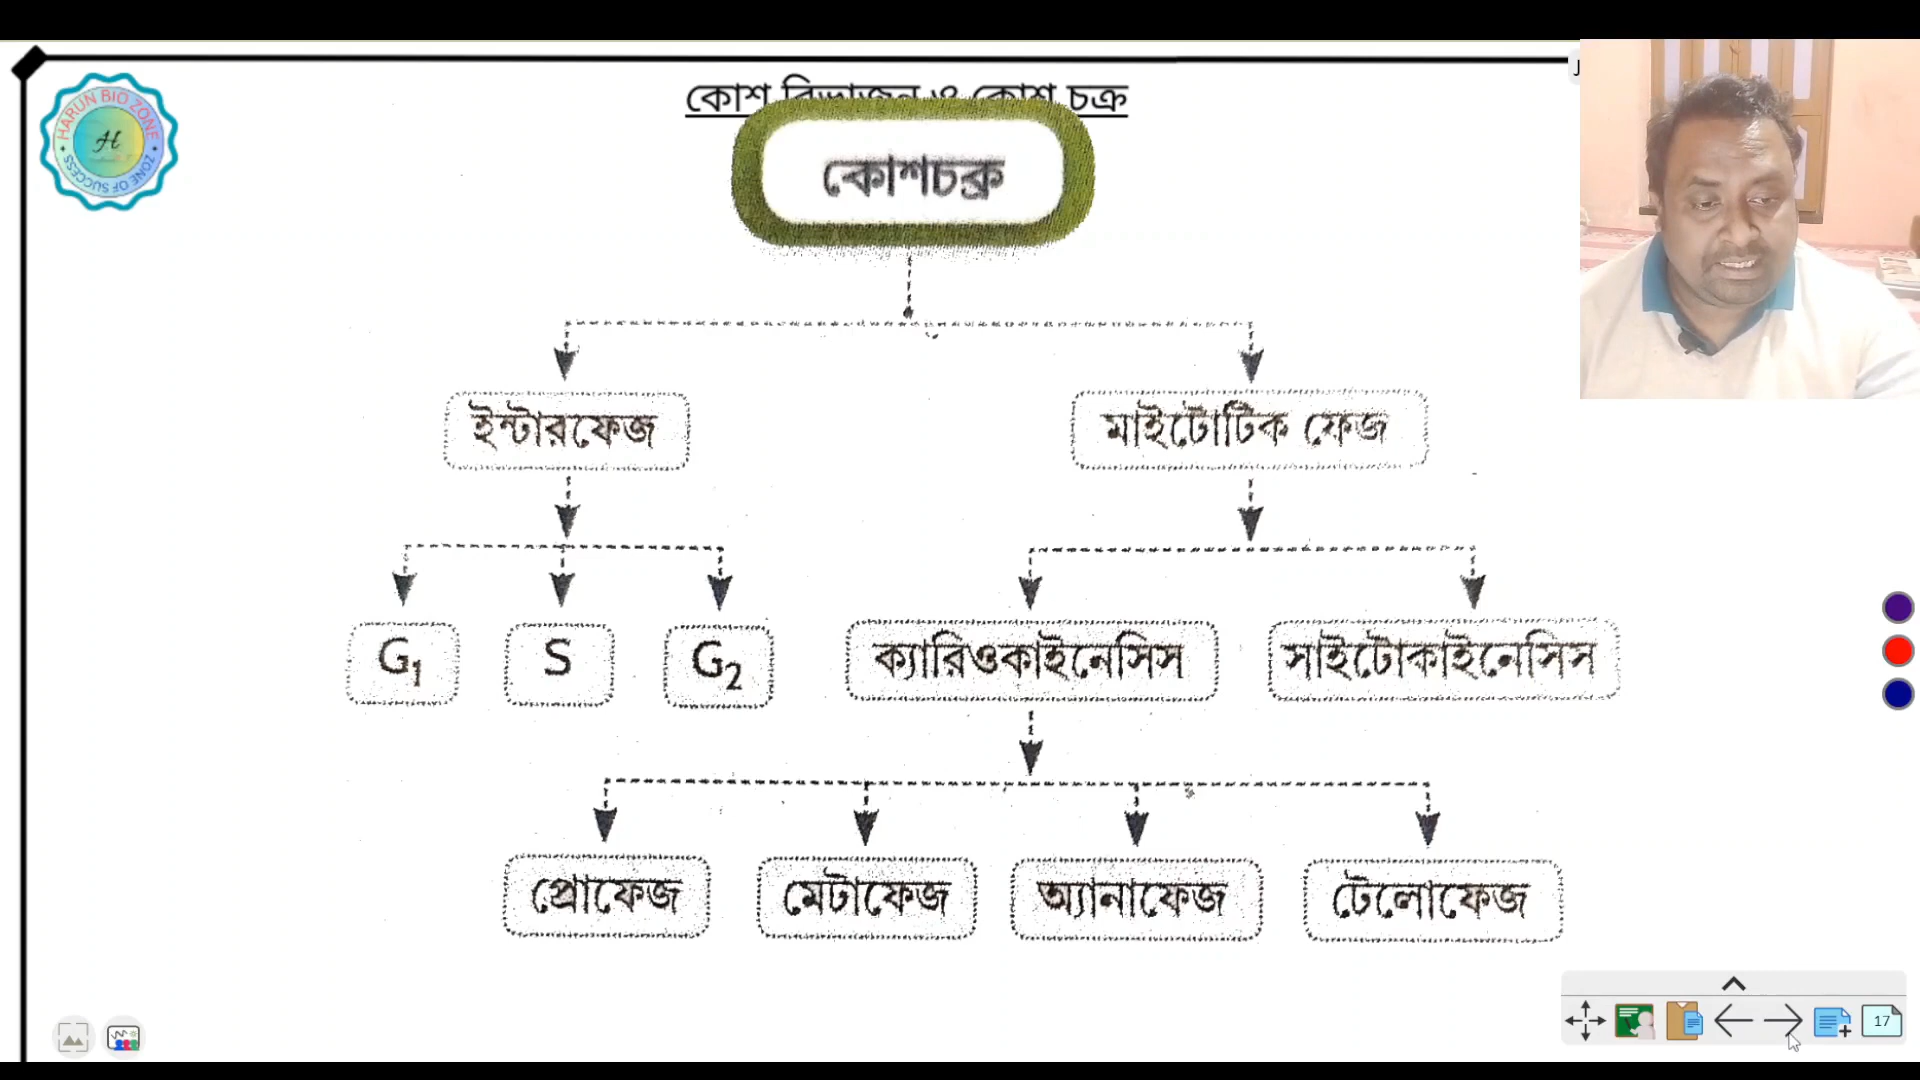 কোশ বিভাজন ও কোশ চক্র
কোশচক্র
HARUN BIO ZONE
H
ZONE OF SUCCESS
J
ইন্টারফেজ
মাইটোটিক ফেজ
G₁
S
G₂
ক্যারিওকাইনেসিস
সাইটোকাইনেসিস
প্রোফেজ
মেটাফেজ
অ্যানাফেজ
টেলোফেজ
17